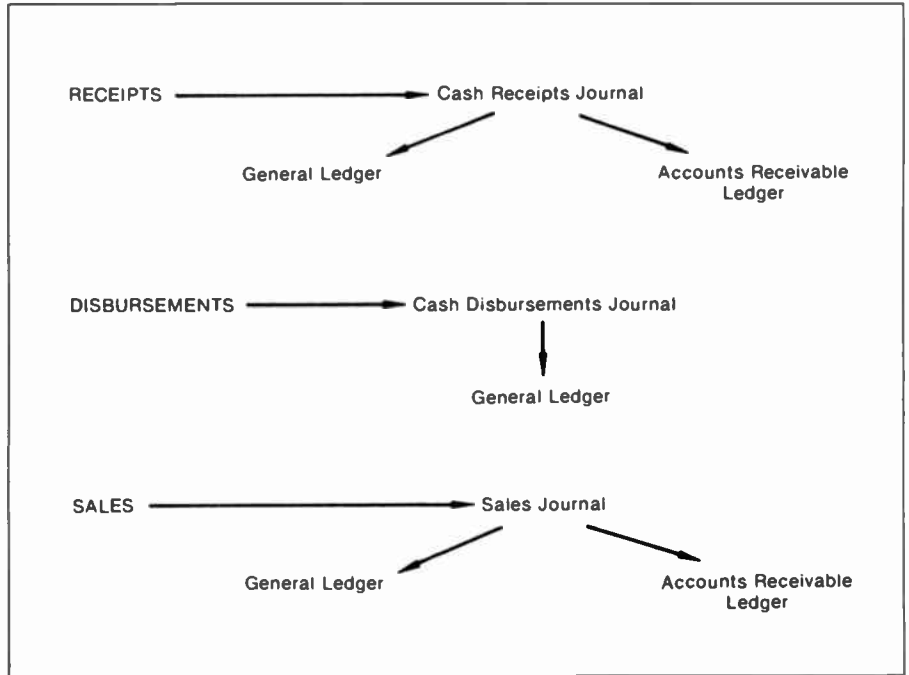 RECEIPTS Cash Receipts Journal
General Ledger Accounts Receivable
Ledger
DISBURSEMENTS Cash Disbursements Journal
General Ledger
SALES Sales Journal
General Ledger Accounts Receivable
Ledger